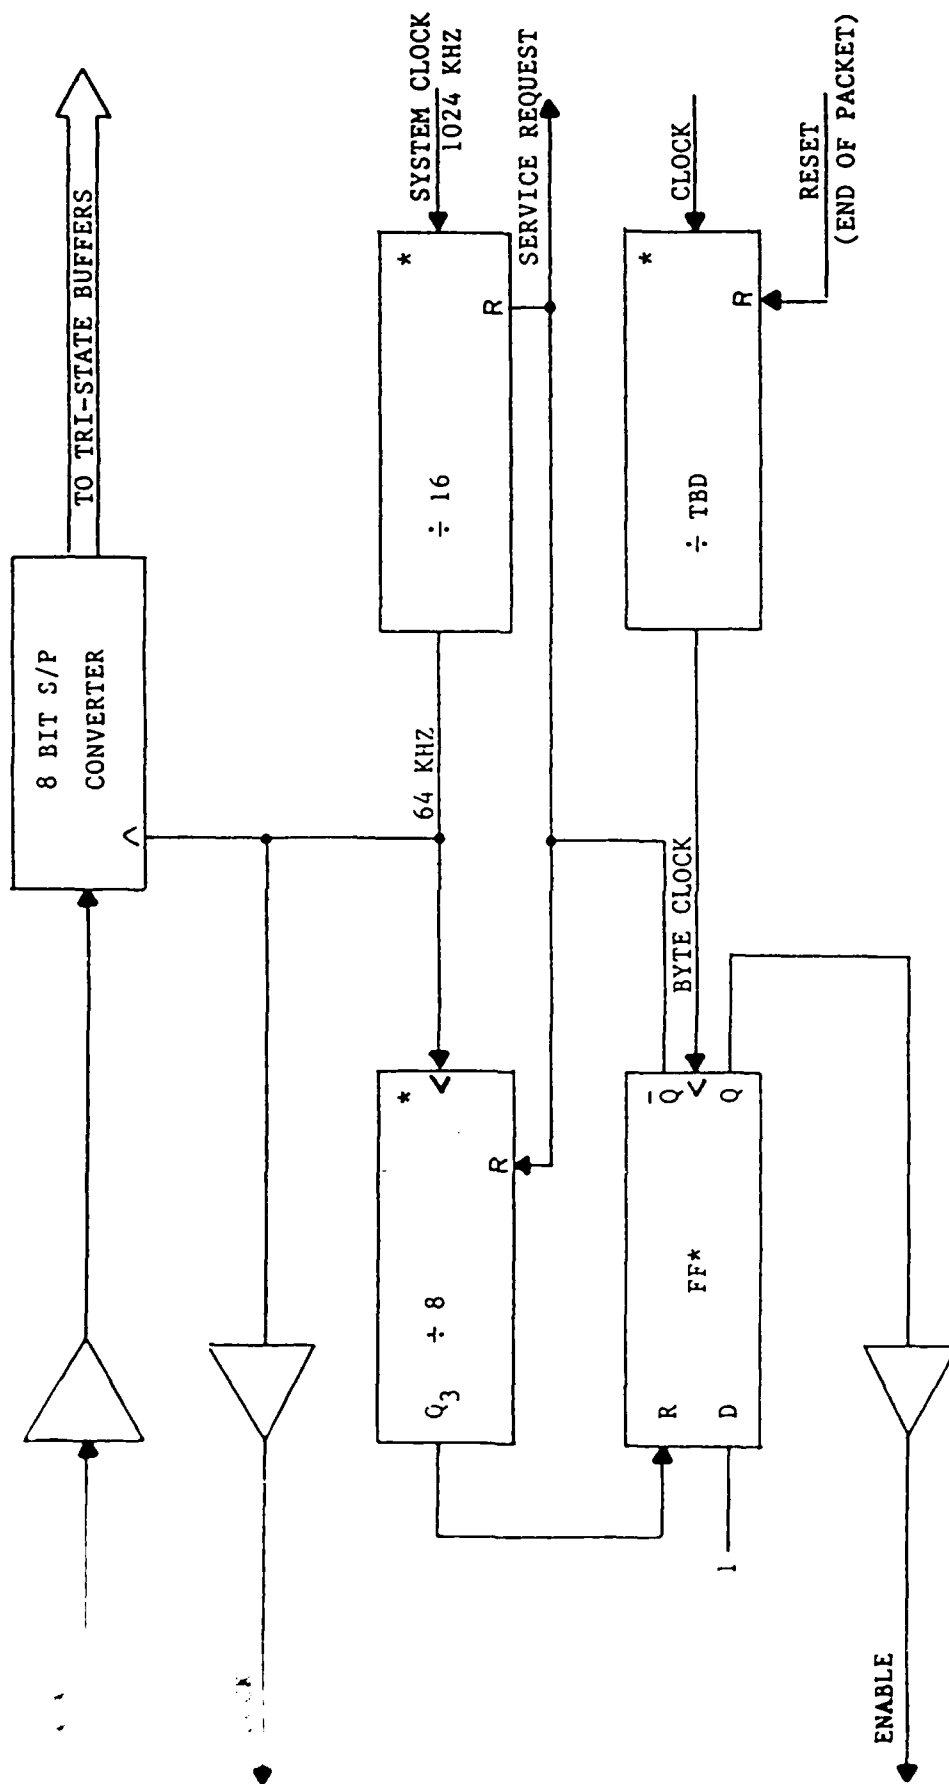 8 BIT S/P
CONVERTER
TO TRI-STATE BUFFERS
64 KHZ
÷ 16
*
R
SYSTEM CLOCK
1024 KHZ
Q3
÷ 8
*
R
SERVICE REQUEST
R
D
FF*
Q̄
Q
1
BYTE CLOCK
÷ TBD
*
R
CLOCK
RESET
(END OF PACKET)
ENABLE